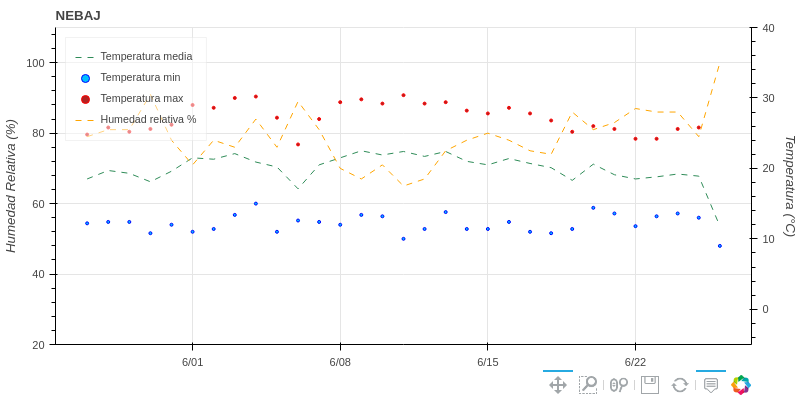 NEBAJ
Temperatura media
Temperatura min
Temperatura max
Humedad relativa %
Humedad Relativa (%)
100
80
60
40
20
40
30
20
10
0
Temperatura (°C)
6/01
6/08
6/15
6/22